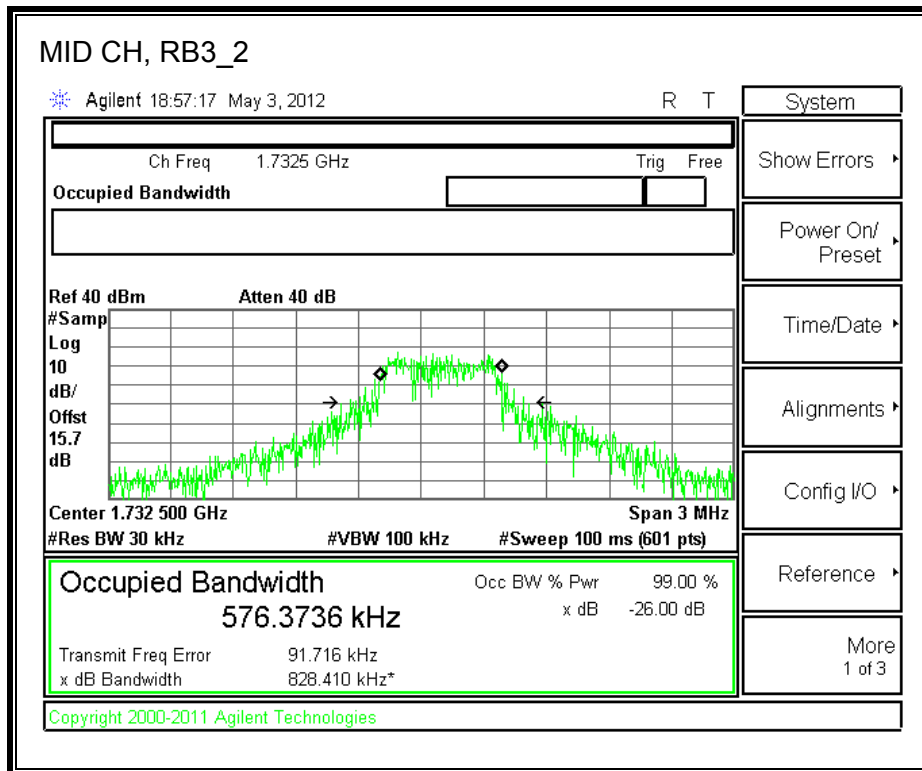 MID CH, RB3_2
Agilent 18:57:17 May 3, 2012 R T
System
Ch Freq 1.7325 GHz Trig Free
Occupied Bandwidth
Show Errors
Power On/
Preset
Time/Date
Alignments
Config I/O
Reference
More
1 of 3
Ref 40 dBm Atten 40 dB
#Samp
Log
10
dB/
Offst
15.7
dB
Center 1.732 500 GHz Span 3 MHz
#Res BW 30 kHz #VBW 100 kHz #Sweep 100 ms (601 pts)
Occupied Bandwidth Occ BW % Pwr 99.00 %
576.3736 kHz x dB -26.00 dB
Transmit Freq Error 91.716 kHz
x dB Bandwidth 828.410 kHz*
Copyright 2000-2011 Agilent Technologies